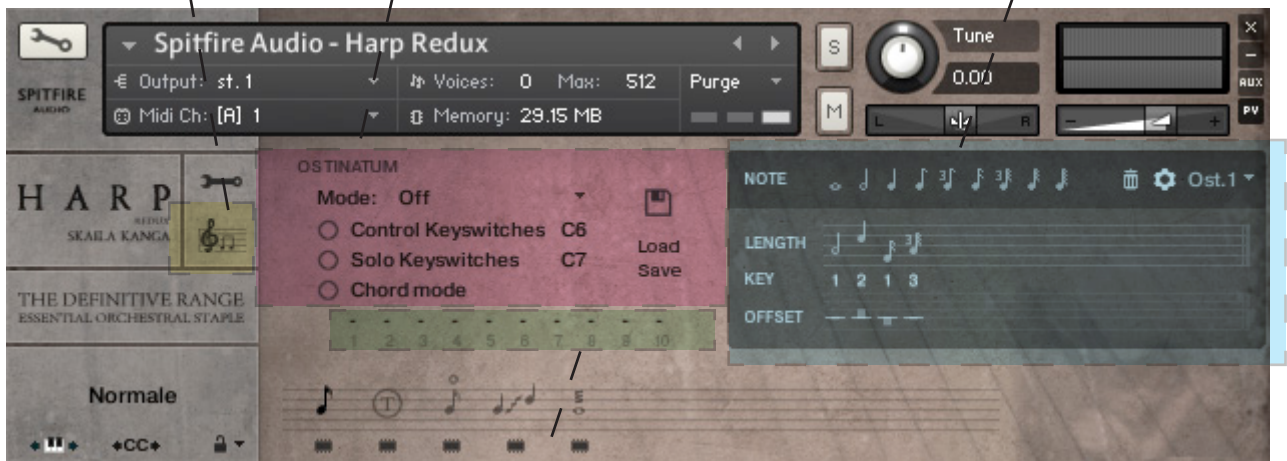 Spitfire Audio - Harp Redux
S
Tune
×
–
SPITFIRE
AUDIO
Output: st. 1
Voices: 0 Max: 512
Purge
0.00
AUX
Midi Ch: [A] 1
Memory: 29.15 MB
M
L
R
–
+
PV
OSTINATUM
Mode: Off
Control Keyswitches C6
Solo Keyswitches C7
Chord mode
Load
Save
NOTE
3
3
Ost.1
LENGTH
3
KEY
1 2 1 3
OFFSET
HARP
REDUX
SKAILA KANGA
THE DEFINITIVE RANGE
ESSENTIAL ORCHESTRAL STAPLE
- - - - - - - - - -
1 2 3 4 5 6 7 8 9 10
Normale
CC
T